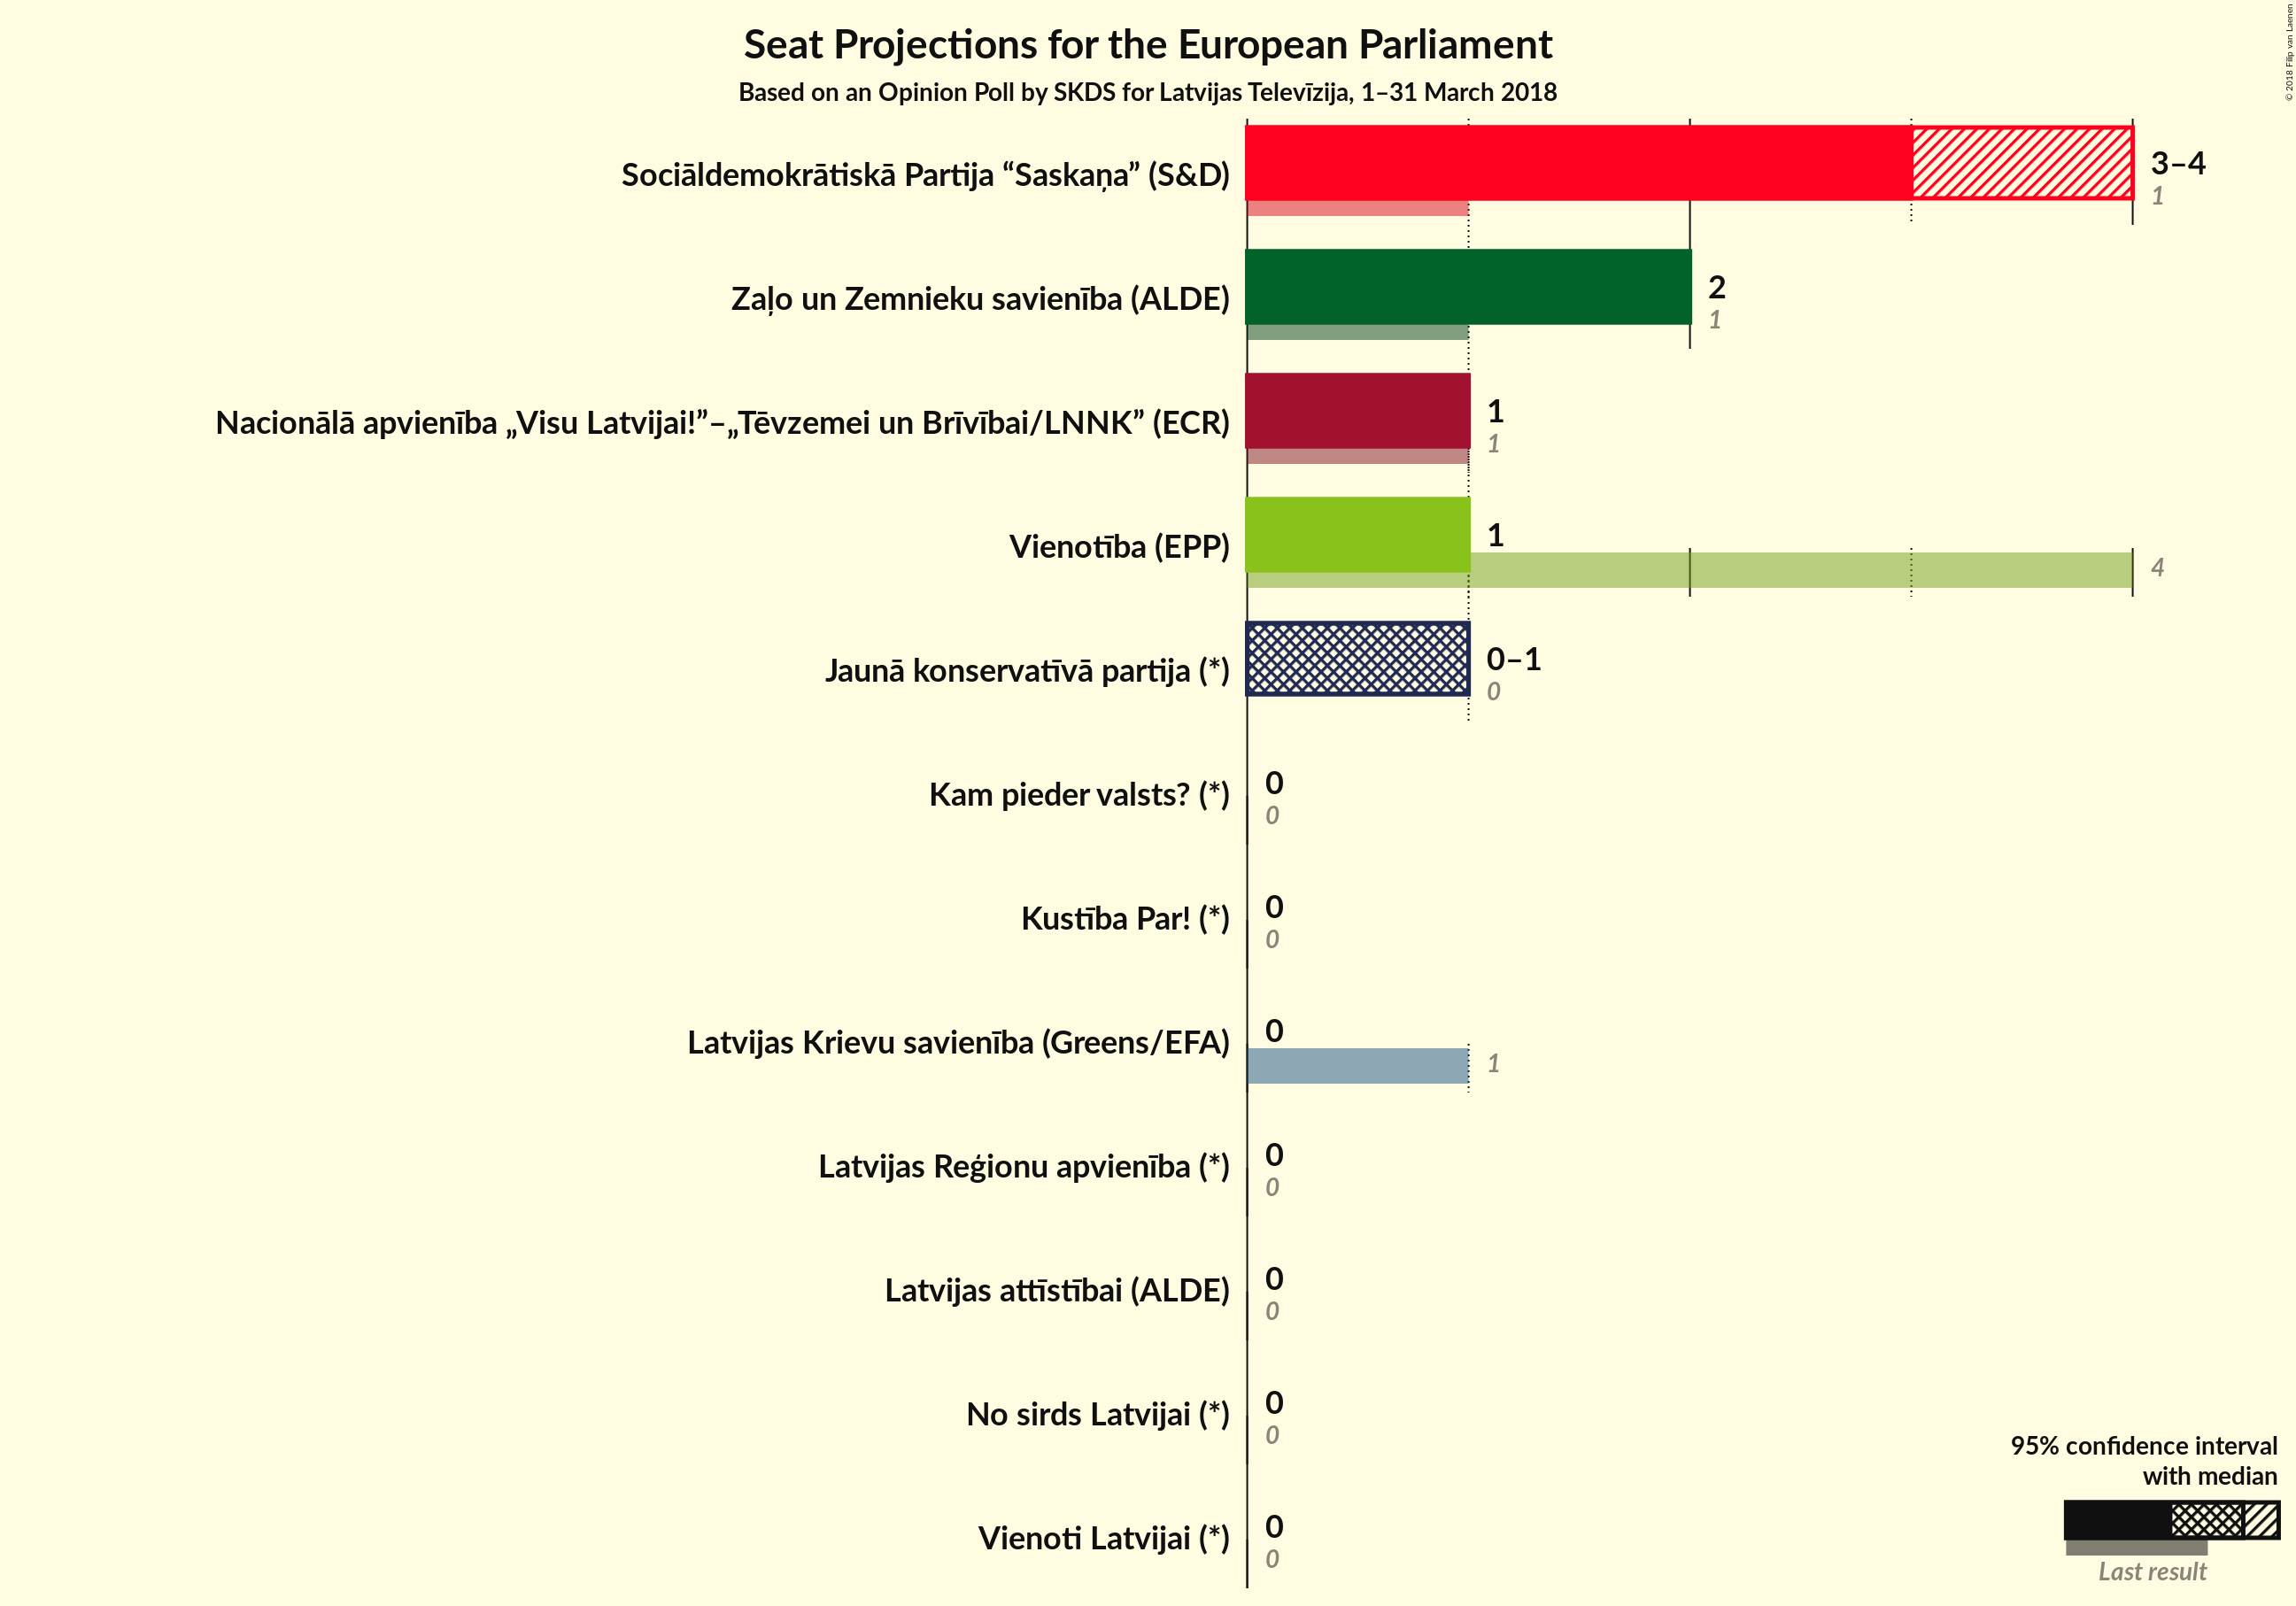 Seat Projections for the European Parliament
Based on an Opinion Poll by SKDS for Latvijas Televīzija, 1–31 March 2018
© 2018 Filip van Laenen
Sociāldemokrātiskā Partija “Saskaņa” (S&D)
3–4
1
Zaļo un Zemnieku savienība (ALDE)
2
1
Nacionālā apvienība „Visu Latvijai!”–„Tēvzemei un Brīvībai/LNNK” (ECR)
1
1
Vienotība (EPP)
1
4
Jaunā konservatīvā partija (*)
0–1
0
Kam pieder valsts? (*)
0
0
Kustība Par! (*)
0
0
Latvijas Krievu savienība (Greens/EFA)
0
1
Latvijas Reģionu apvienība (*)
0
0
Latvijas attīstībai (ALDE)
0
0
No sirds Latvijai (*)
0
0
Vienoti Latvijai (*)
0
0
95% confidence interval
with median
Last result